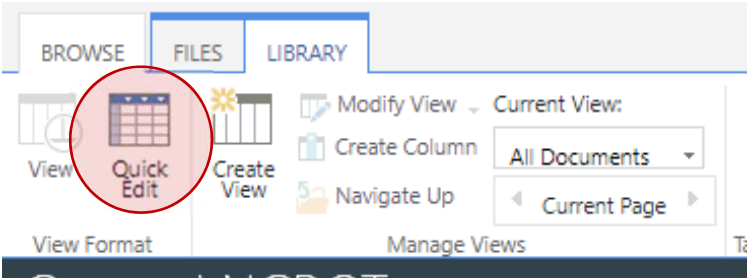 BROWSE FILES LIBRARY
View
Quick Edit
Create View
Modify View
Create Column
Navigate Up
Current View:
All Documents
Current Page
View Format
Manage Views